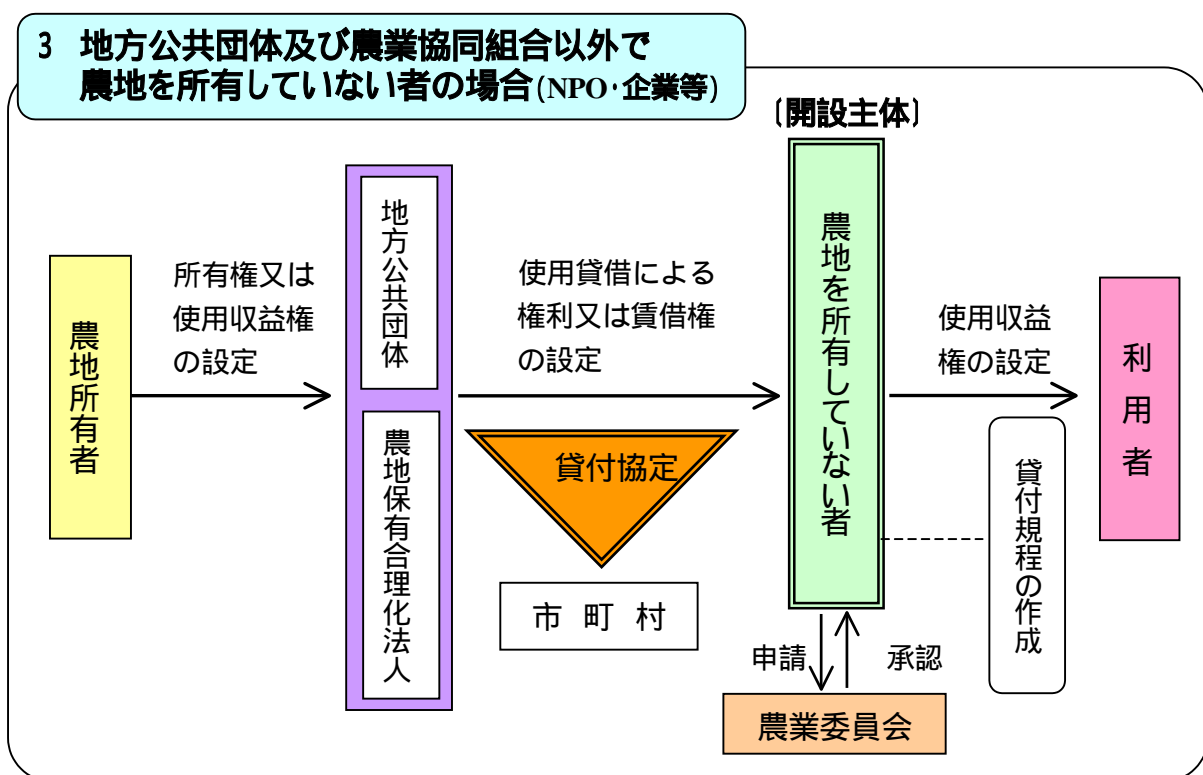 3 地方公共団体及び農業協同組合以外で
農地を所有していない者の場合(NPO・企業等)
〔開設主体〕
農地所有者
所有権又は
使用収益権
の設定
地方公共団体
農地保有合理化法人
使用貸借による
権利又は賃借権
の設定
貸付協定
市町村
農地を所有していない者
使用収益
権の設定
利用者
貸付規程の作成
申請
承認
農業委員会